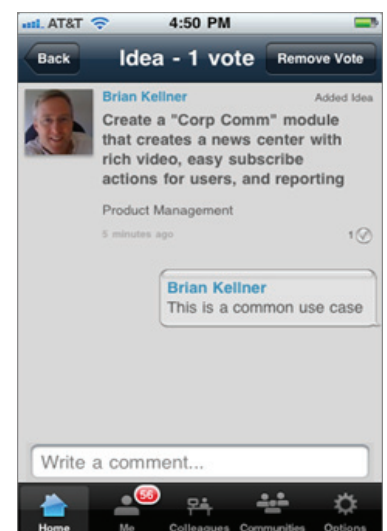 AT&T 4:50 PM
Back Idea - 1 vote Remove Vote
Brian Kellner Added Idea
Create a "Corp Comm" module
that creates a news center with
rich video, easy subscribe
actions for users, and reporting
Product Management
5 minutes ago 1
Brian Kellner
This is a common use case
Write a comment...
56
Home Me Colleagues Communities Options